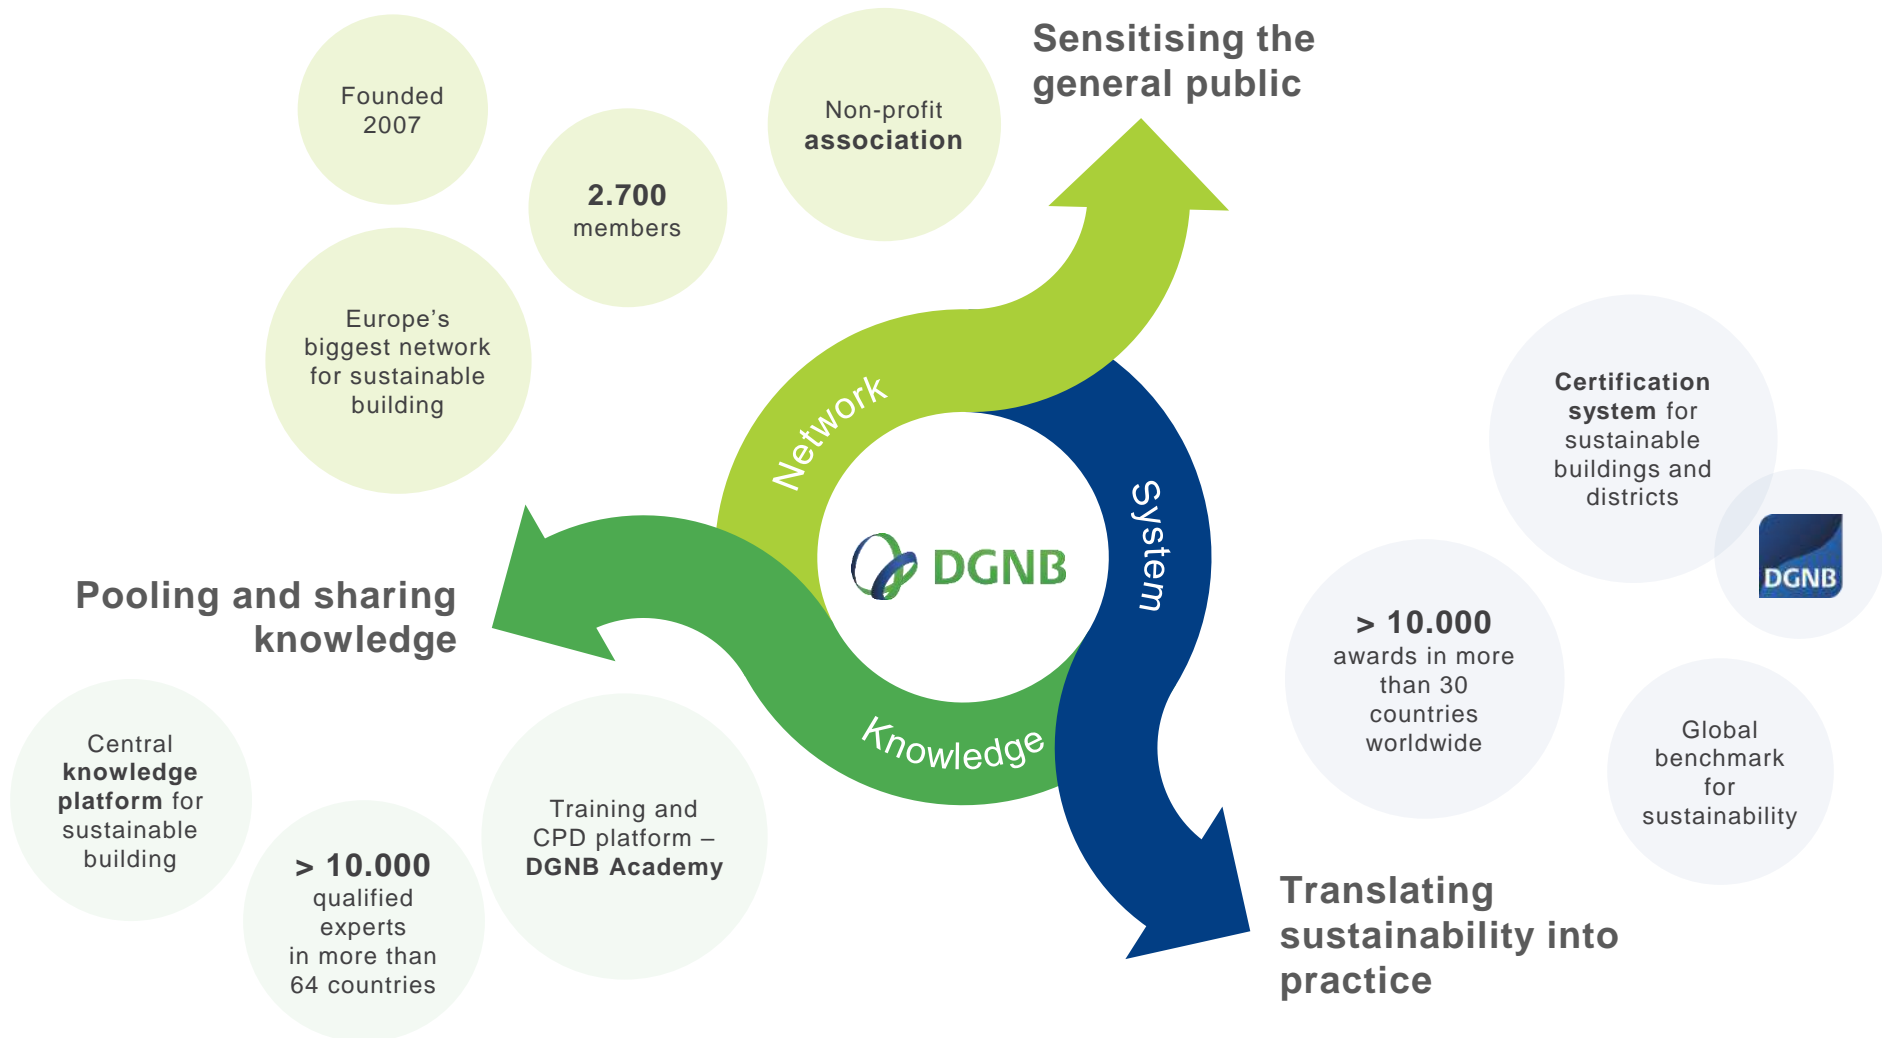 Founded
2007
2.700
members
Non-profit
association
Europe’s
biggest network
for sustainable
building
Sensitising the
general public
Network
System
Knowledge
DGNB
Certification
system for
sustainable
buildings and
districts
DGNB
> 10.000
awards in more
than 30
countries
worldwide
Global
benchmark
for
sustainability
Pooling and sharing
knowledge
Central
knowledge
platform for
sustainable
building
> 10.000
qualified
experts
in more than
64 countries
Training and
CPD platform –
DGNB Academy
Translating
sustainability into
practice